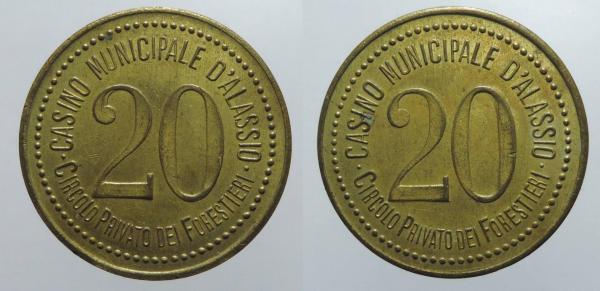 CASINO MUNICIPALE D'ALASSIO
20
· CIRCOLO PRIVATO DEI FORESTIERI ·
CASINO MUNICIPALE D'ALASSIO
20
· CIRCOLO PRIVATO DEI FORESTIERI ·